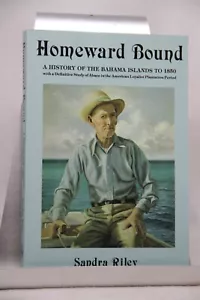 Homeward Bound
A HISTORY OF THE BAHAMA ISLANDS TO 1850
with a Definitive Study of Abaco in the American Loyalist Plantation Period
Sandra Riley